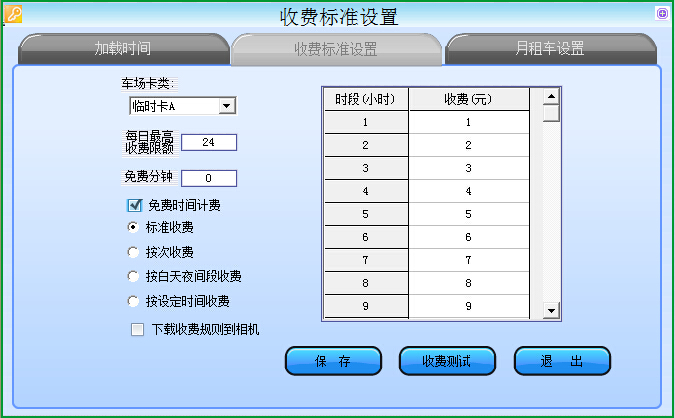 收费标准设置
加载时间
收费标准设置
月租车设置
车场卡类:
临时卡A
每日最高
收费限额
24
免费分钟
0
免费时间计费
标准收费
按次收费
按白天夜间段收费
按设定时间收费
下载收费规则到相机
时段(小时) 收费(元)
1 1
2 2
3 3
4 4
5 5
6 6
7 7
8 8
9 9
保 存
收费测试
退 出